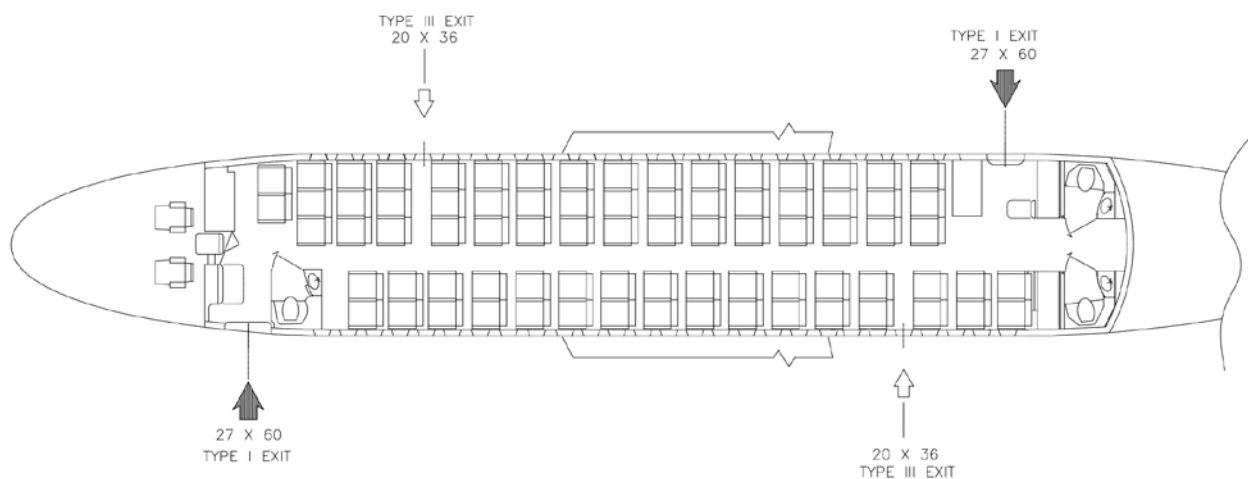 TYPE III EXIT
20 X 36
TYPE I EXIT
27 X 60
27 X 60
TYPE I EXIT
20 X 36
TYPE III EXIT